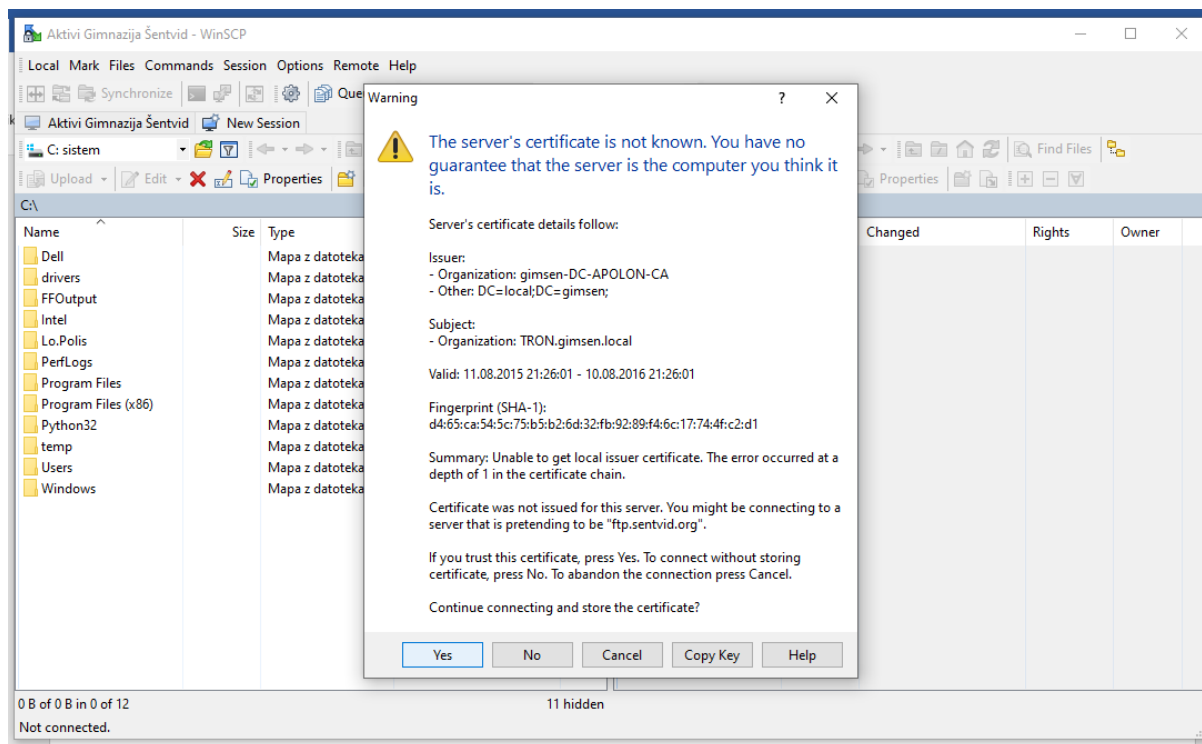 Aktivi Gimnazija Šentvid - WinSCP
Local Mark Files Commands Session Options Remote Help
Synchronize
Que
Aktivi Gimnazija Šentvid New Session
C: sistem
Find Files
Upload Edit Properties
Properties
C:\
Name Size Type
Changed Rights Owner
Dell Mapa z datoteka
drivers Mapa z datoteka
FFOutput Mapa z datoteka
Intel Mapa z datoteka
Lo.Polis Mapa z datoteka
PerfLogs Mapa z datoteka
Program Files Mapa z datoteka
Program Files (x86) Mapa z datoteka
Python32 Mapa z datoteka
temp Mapa z datoteka
Users Mapa z datoteka
Windows Mapa z datoteka
Warning ?
The server's certificate is not known. You have no
guarantee that the server is the computer you think it
is.
Server's certificate details follow:
Issuer:
- Organization: gimsen-DC-APOLON-CA
- Other: DC=local;DC=gimsen;
Subject:
- Organization: TRON.gimsen.local
Valid: 11.08.2015 21:26:01 - 10.08.2016 21:26:01
Fingerprint (SHA-1):
d4:65:ca:54:5c:75:b5:b2:6d:32:fb:92:89:f4:6c:17:74:4f:c2:d1
Summary: Unable to get local issuer certificate. The error occurred at a
depth of 1 in the certificate chain.
Certificate was not issued for this server. You might be connecting to a
server that is pretending to be "ftp.sentvid.org".
If you trust this certificate, press Yes. To connect without storing
certificate, press No. To abandon the connection press Cancel.
Continue connecting and store the certificate?
Yes No Cancel Copy Key Help
0 B of 0 B in 0 of 12 11 hidden
Not connected.